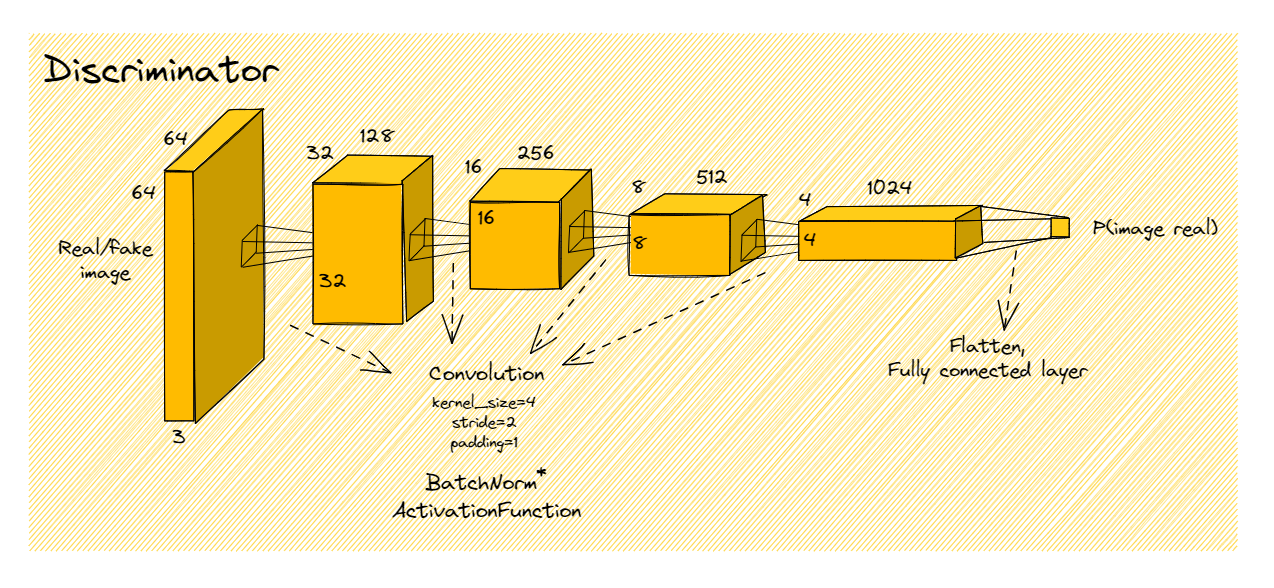 Discriminator
64
64
3
Real/fake
image
32
128
32
16
256
16
8
512
8
4
1024
4
P(image real)
Convolution
kernel_size=4
stride=2
padding=1
BatchNorm*
ActivationFunction
Flatten,
Fully connected layer